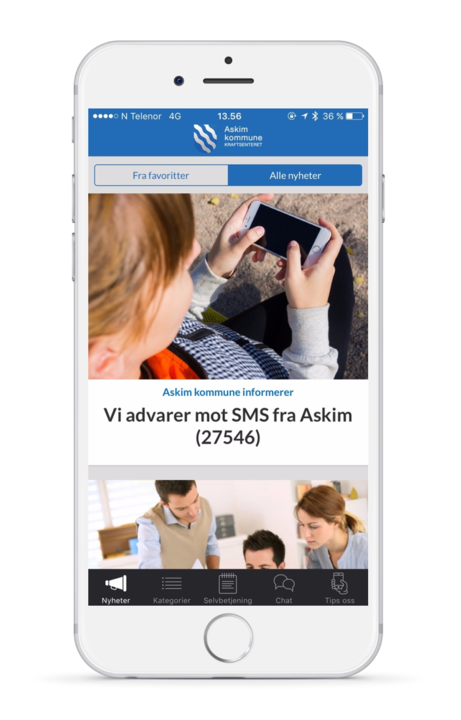 N Telenor 4G 13.56 36 %
Askim
kommune
KRAFTSENTERET
Fra favoritter Alle nyheter
Askim kommune informerer
Vi advarer mot SMS fra Askim
(27546)
Nyheter Kategorier Selvbetjening Chat Tips oss